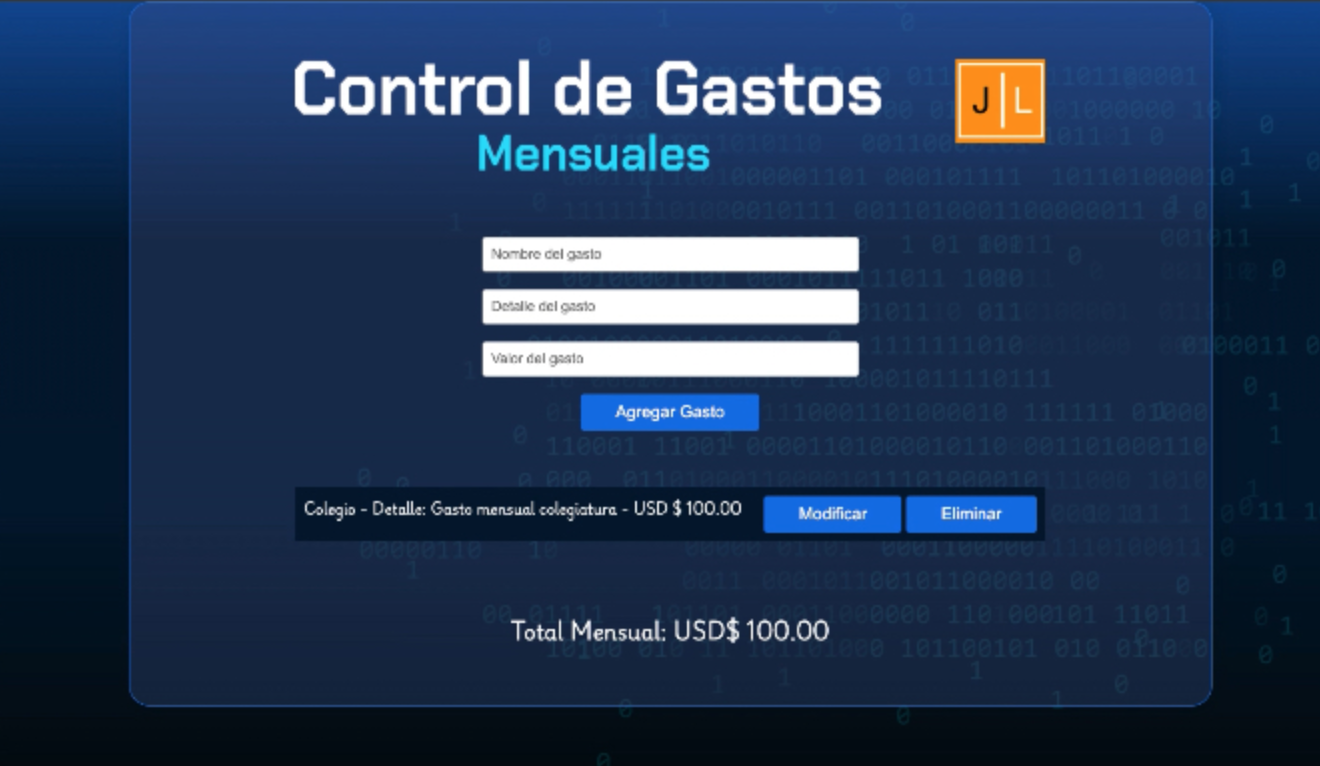 Control de Gastos
Mensuales
J|L
Nombre del gasto
Detalle del gasto
Valor del gasto
Agregar Gasto
Colegio - Detalle: Gasto mensual colegiatura - USD $ 100.00
Modificar
Eliminar
Total Mensual: USD$ 100.00